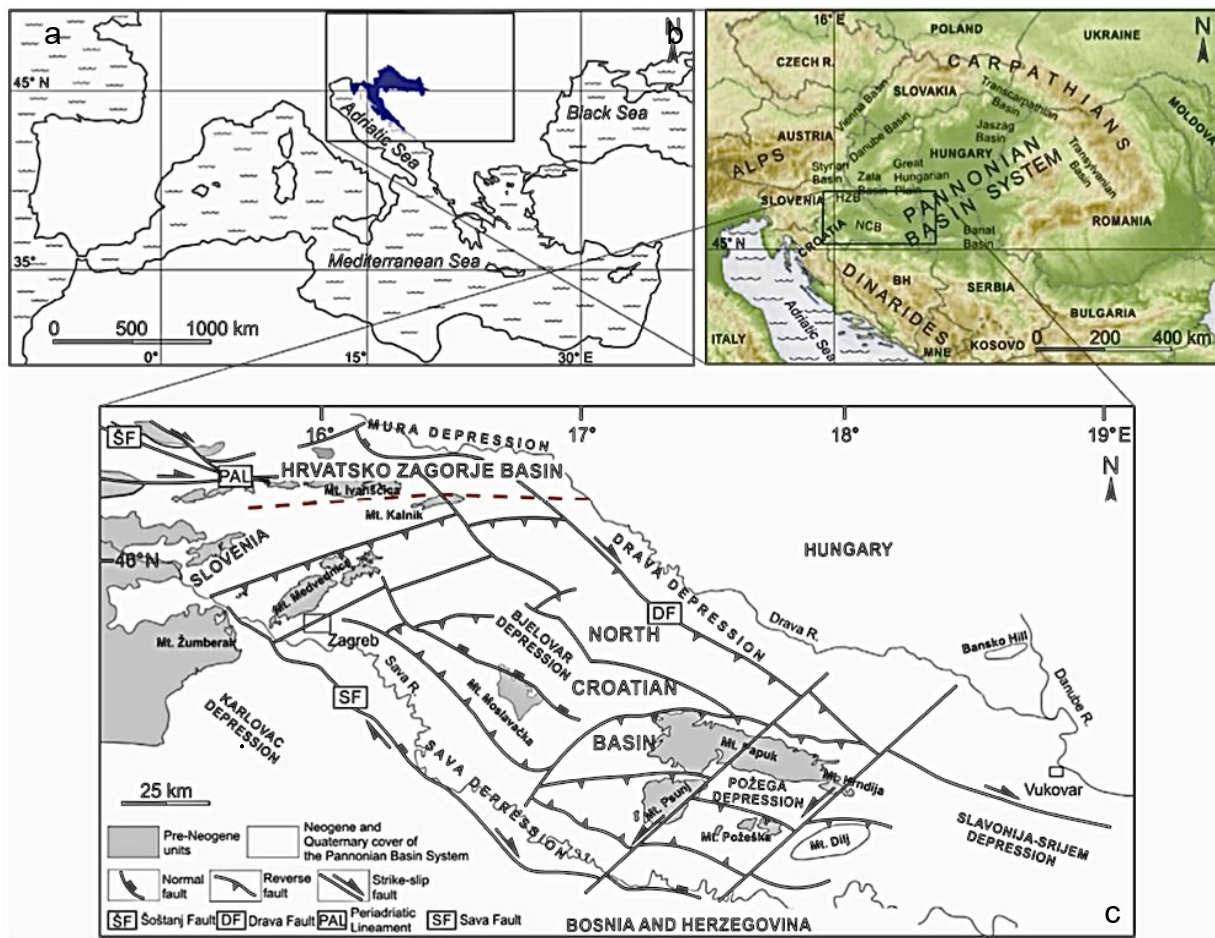 a
N
b
45° N
Adriatic Sea
Black Sea
35°
Mediterranean Sea
0 500 1000 km
0°
15°
30° E
16° E
N
POLAND
UKRAINE
CZECH R.
CARPATHIANS
SLOVAKIA
Transcarpathian
Basin
MOLDOVA
Vienna Basin
Danube Basin
Jaszág
Basin
AUSTRIA
HUNGARY
ALPS
Styrian
Basin
Zala
Basin
Great
Hungarian
Plain
Transylvanian
Basin
PANNONIAN
BASIN SYSTEM
SLOVENIA
HZB
ROMANIA
CROATIA
NCB
Banat
Basin
45° N
BH
SERBIA
DINARIDES
Adriatic Sea
BULGARIA
ITALY
MNE
KOSOVO
0 200 400 km
16°
17°
18°
19° E
ŠF
MURA DEPRESSION
PAL
HRVATSKO ZAGORJE BASIN
N
Mt. Ivanščica
Mt. Kalnik
46° N
SLOVENIA
DRAVA DEPRESSION
HUNGARY
Mt. Medvednica
DF
Drava R.
Mt. Žumberak
Zagreb
BJELOVAR
DEPRESSION
NORTH
CROATIAN
BASIN
Bansko Hill
Danube R.
Sava R.
SF
Mt. Moslavačka
KARLOVAC
DEPRESSION
SAVA DEPRESSION
Mt. Papuk
Mt. Krndija
Vukovar
25 km
Mt. Psunj
POŽEGA
DEPRESSION
Mt. Požeška
Mt. Dilj
SLAVONIJA-SRIJEM
DEPRESSION
Pre-Neogene
units
Neogene and
Quaternary cover of
the Pannonian Basin
System
Normal
fault
Reverse
fault
Strike-slip
fault
ŠF Šoštanj Fault DF Drava Fault PAL Periadriatic
Lineament SF Sava Fault
BOSNIA AND HERZEGOVINA
c